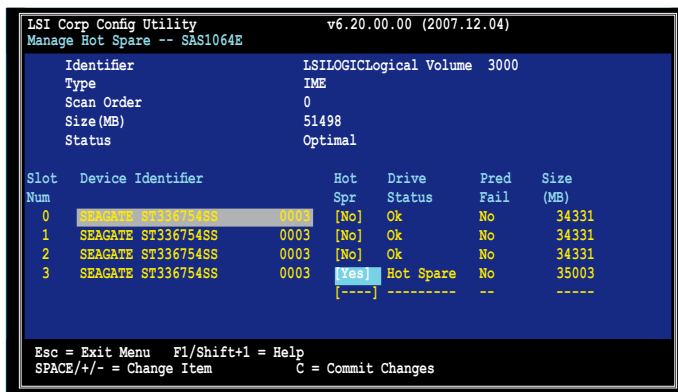 LSI Corp Config Utility v6.20.00.00 (2007.12.04)
Manage Hot Spare -- SAS1064E
Identifier LSILOGICLogical Volume 3000
Type IME
Scan Order 0
Size(MB) 51498
Status Optimal
Slot Device Identifier Hot Drive Pred Size
Num Spr Status Fail (MB)
0 SEAGATE ST336754SS 0003 [No] Ok No 34331
1 SEAGATE ST336754SS 0003 [No] Ok No 34331
2 SEAGATE ST336754SS 0003 [No] Ok No 34331
3 SEAGATE ST336754SS 0003 [Yes] Hot Spare No 35003
[----] --------- -- -----
Esc = Exit Menu F1/Shift+1 = Help
SPACE/+/- = Change Item C = Commit Changes